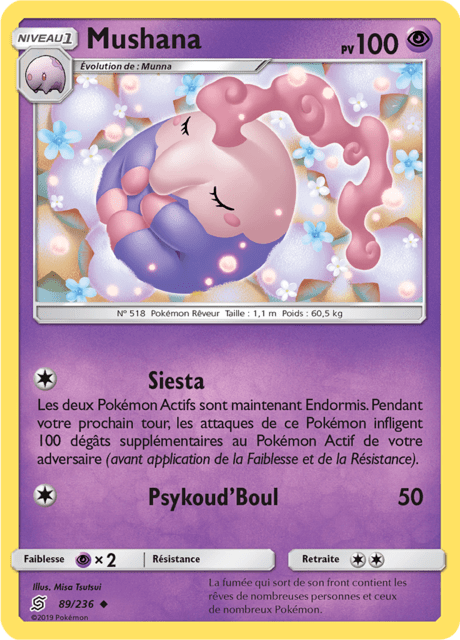 NIVEAU 1
Mushana
PV 100
Évolution de : Munna
N° 518 Pokémon Rêveur Taille : 1,1 m Poids : 60,5 kg
Siesta
Les deux Pokémon Actifs sont maintenant Endormis. Pendant
votre prochain tour, les attaques de ce Pokémon infligent
100 dégâts supplémentaires au Pokémon Actif de votre
adversaire (avant application de la Faiblesse et de la Résistance).
Psykoud'Boul 50
Faiblesse ×2 Résistance Retraite
Illus. Misa Tsutsui
89/236
©2019 Pokémon
La fumée qui sort de son front contient les
rêves de nombreuses personnes et ceux
de nombreux Pokémon.